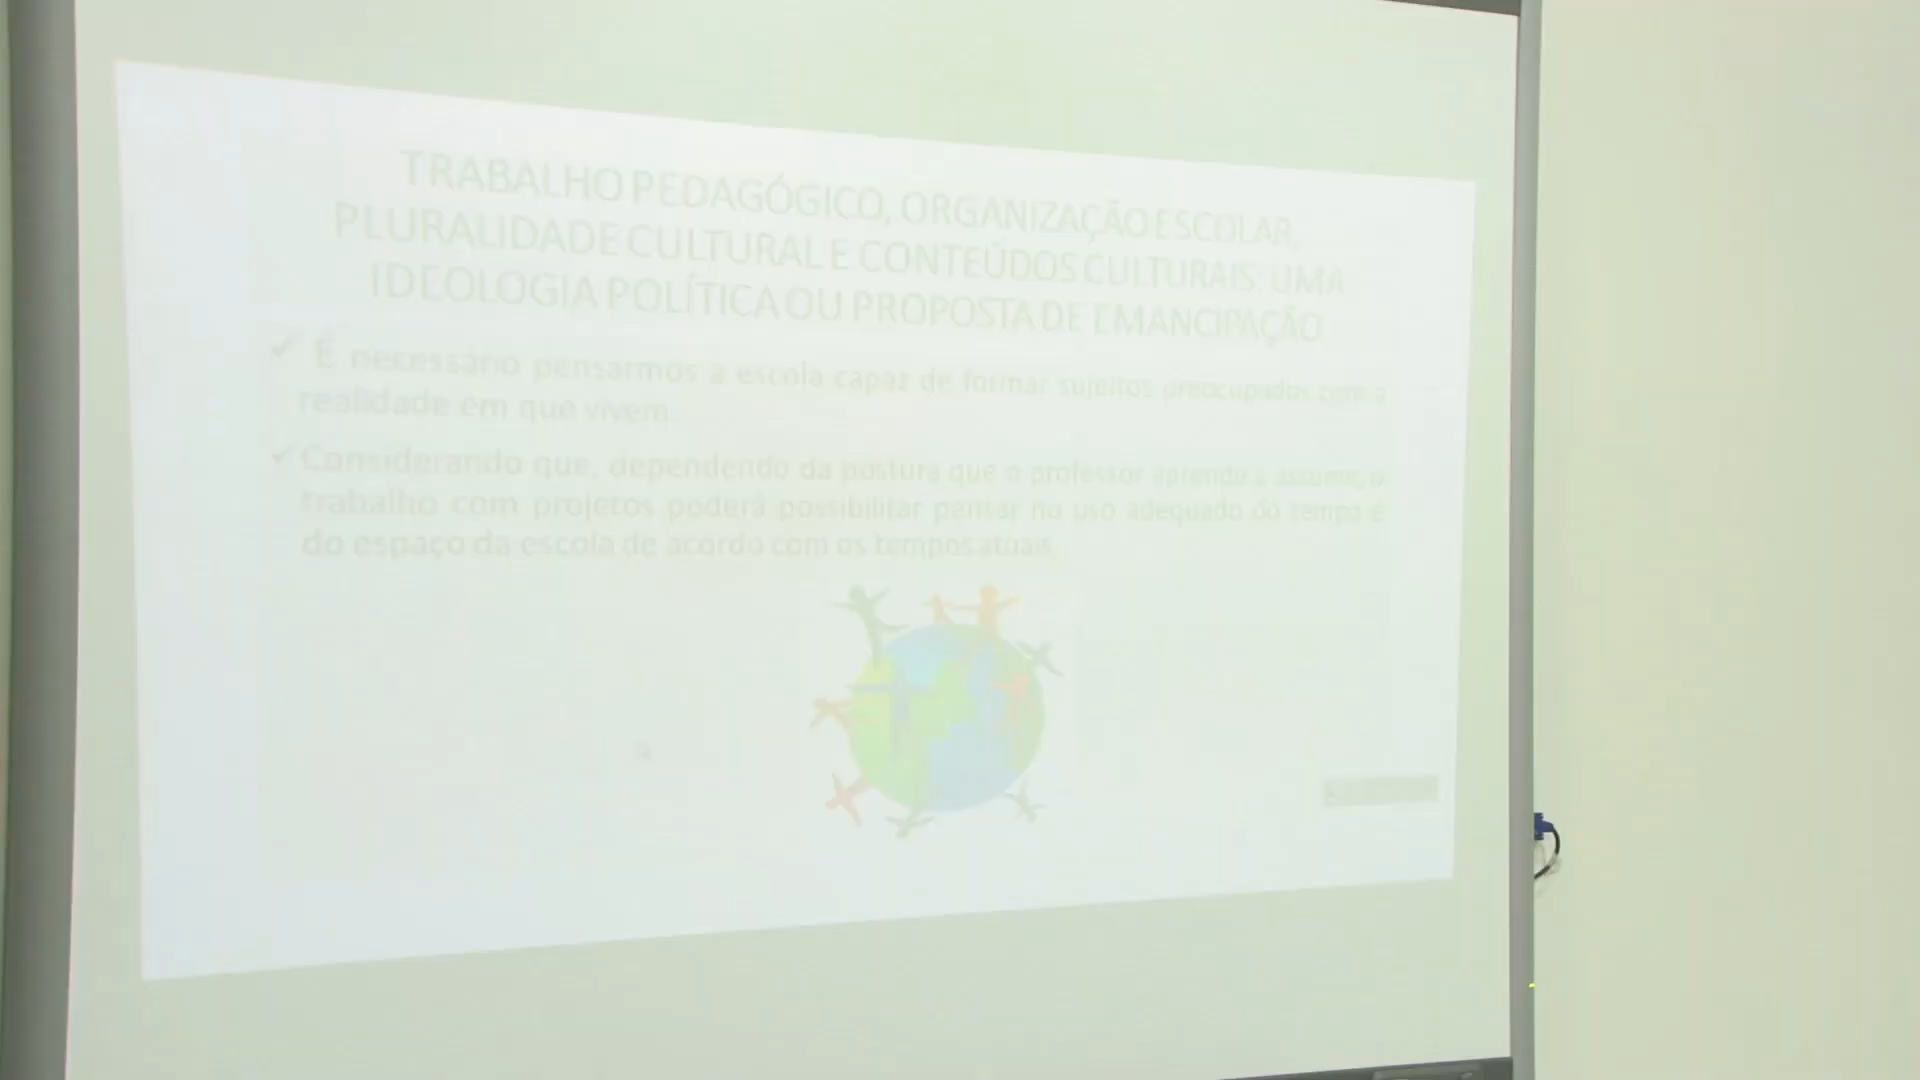 TRABALHO PEDAGÓGICO, ORGANIZAÇÃO ESCOLAR,
PLURALIDADE CULTURAL E CONTEÚDOS CULTURAIS: UMA
IDEOLOGIA POLÍTICA OU PROPOSTA DE EMANCIPAÇÃO
✓ É necessário pensarmos a escola capaz de formar sujeitos preocupados com a
realidade em que vivem.
✓ Considerando que, dependendo da postura que o professor aprende a assumir, o
trabalho com projetos poderá possibilitar pensar no uso adequado do tempo e
do espaço da escola de acordo com os tempos atuais.